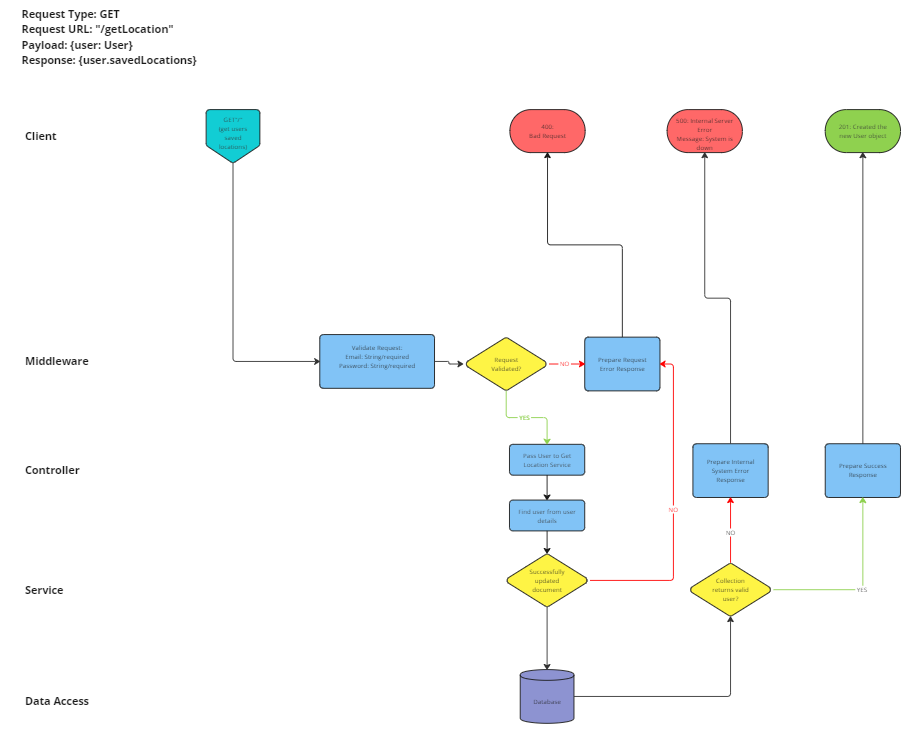 Request Type: GET
Request URL: "/getLocation"
Payload: {user: User}
Response: {user.savedLocations}
Client
GET"/"
(get users
saved
locations)
400:
Bad Request
500: Internal Server
Error
Message: System is
down
201: Created the
new User object
Middleware
Validate Request:
Email: String/required
Password: String/required
Request
Validated?
NO
Prepare Request
Error Response
YES
Controller
Pass User to Get
Location Service
Prepare Internal
System Error
Response
Prepare Success
Response
Find user from user
details
NO
NO
Service
Successfully
updated
document
Collection
returns valid
user?
YES
Data Access
DataBase